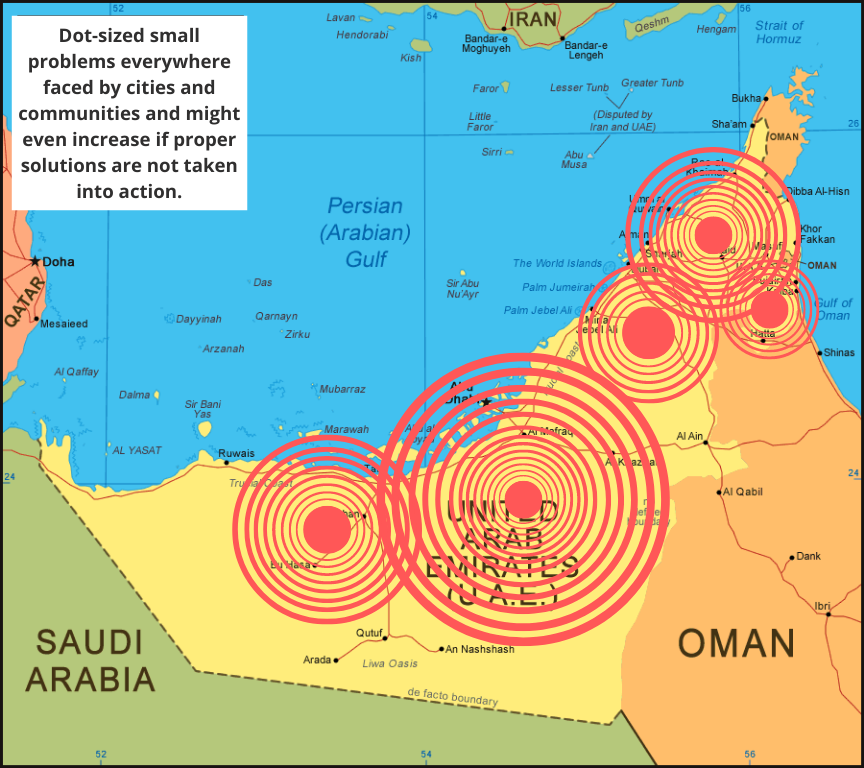 52
54
56
Dot-sized small
problems everywhere
faced by cities and
communities and might
even increase if proper
solutions are not taken
into action.
Lavan
Hendorabi
Kish
IRAN
Bandar-e
Moghuyeh
Bandar-e
Lengeh
Qeshm
Hengam
Strait of
Hormuz
Faror
Lesser Tunb
Greater Tunb
Bukha
Little
Faror
(Disputed by
Iran and UAE)
Sha'am
26
OMAN
Sirri
Abu
Musa
Dibba Al-Hisn
Persian
(Arabian)
Gulf
Khor
Fakkan
Doha
The World Islands
OMAN
QATAR
Das
Sir Abu
Nu'Ayr
Palm Jumeirah
Palm Jebel Ali
Gulf of
Oman
Mesaieed
Dayyinah
Qarnayn
Zirku
Jebel Ali
Hatta
Arzanah
Shinas
Al Qaffay
Dalma
Sir Bani
Yas
Mubarraz
Marawah
Al Mafraq
Al Ain
AL YASAT
Ruwais
24
24
Al Qabil
UNITED
ARAB
EMIRATES
(U.A.E.)
Bu Hasa
Dank
Ibri
SAUDI
ARABIA
Qutuf
An Nashshash
Arada
Liwa Oasis
OMAN
de facto boundary
52
54
56